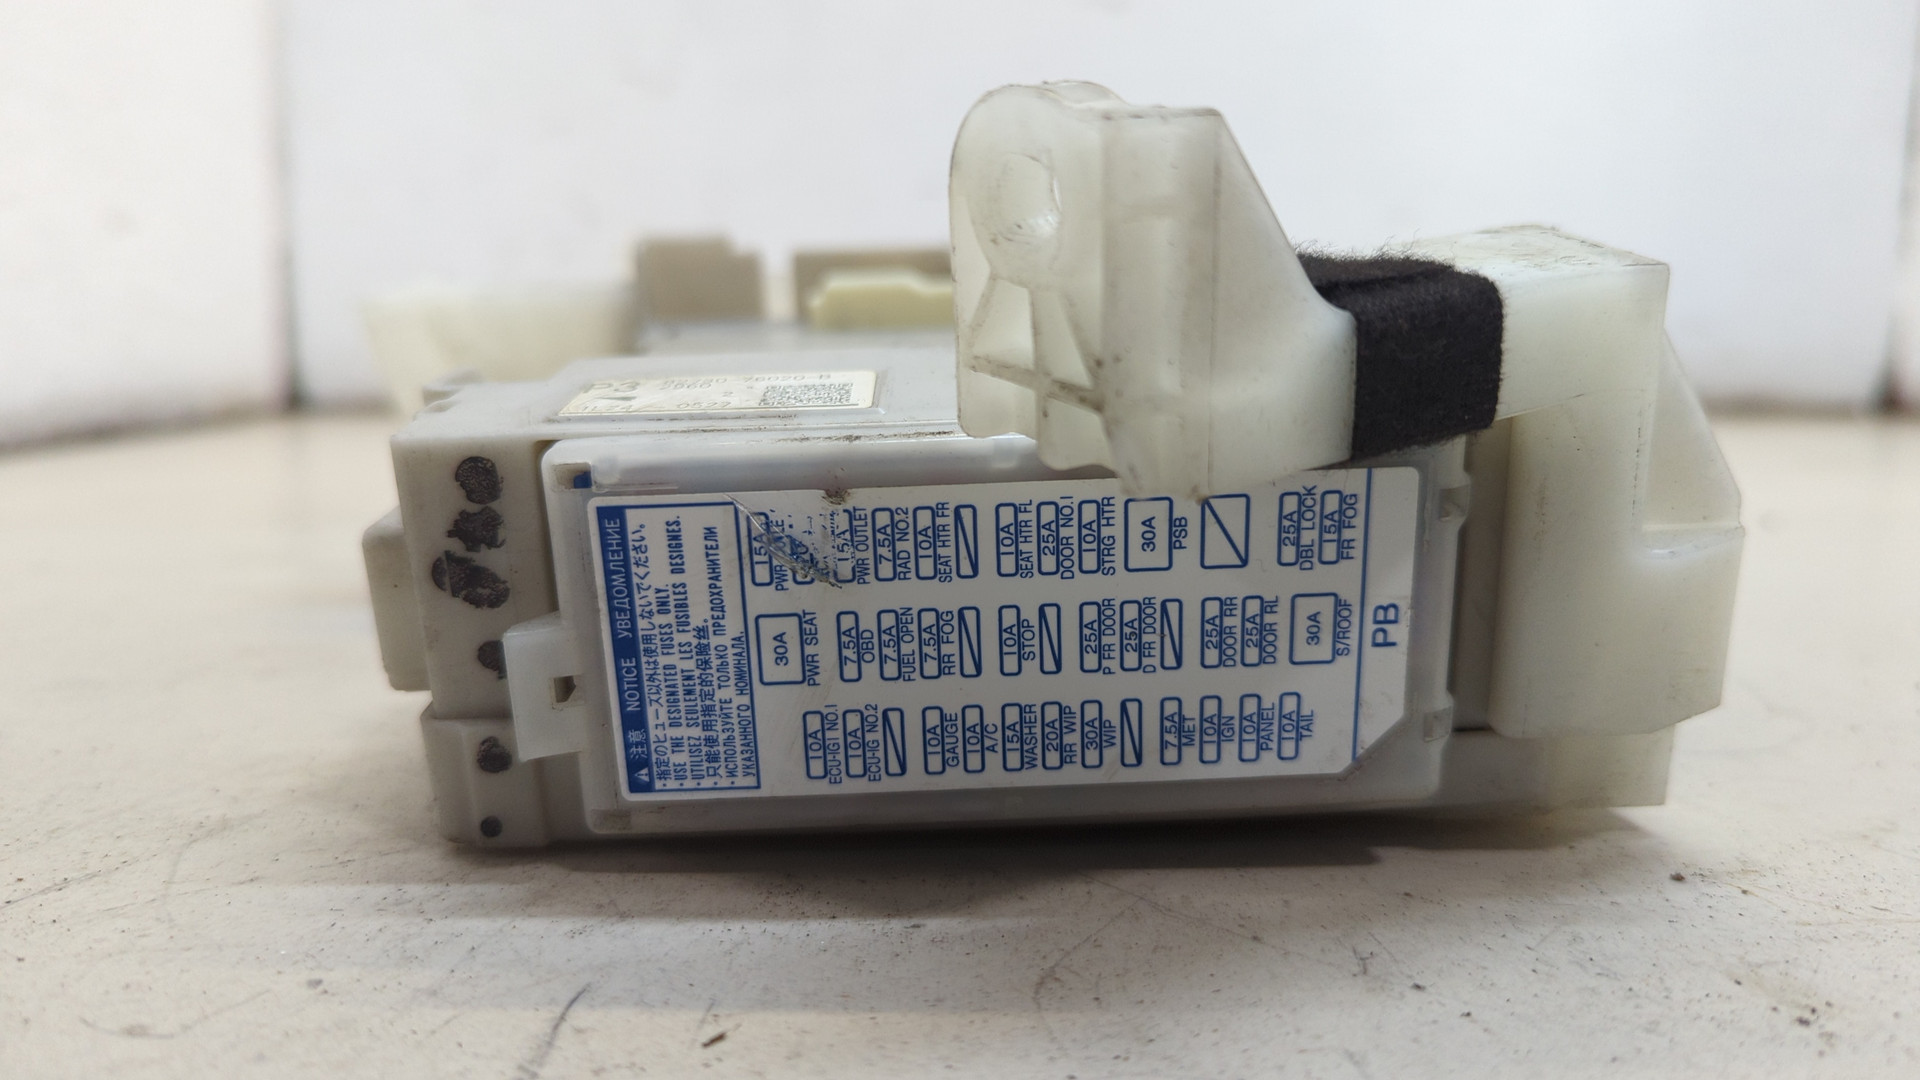 P3 82730-76020-B
0522
⚠ 注意 NOTICE УВЕДОМЛЕНИЕ
・指定のヒューズ以外は使用しないでください。
・USE THE DESIGNATED FUSES ONLY.
・UTILISEZ SEULEMENT LES FUSIBLES DESIGNES.
・只能使用指定的保险丝。
・ИСПОЛЬЗУЙТЕ ТОЛЬКО ПРЕДОХРАНИТЕЛИ
УКАЗАННОГО НОМИНАЛА.
15A
PWR
15A
PWR OUTLET
7.5A
RAD NO.2
10A
SEAT HTR FR
10A
SEAT HTR FL
25A
DOOR NO.1
10A
STRG HTR
30A
PSB
25A
DBL LOCK
15A
FR FOG
30A
PWR SEAT
7.5A
OBD
7.5A
FUEL OPEN
7.5A
RR FOG
10A
STOP
25A
P FR DOOR
25A
D FR DOOR
25A
DOOR RR
25A
DOOR RL
30A
S/ROOF
10A
ECU-IG1 NO.1
10A
ECU-IG NO.2
10A
GAUGE
10A
A/C
15A
WASHER
20A
RR WIP
30A
WIP
7.5A
MET
10A
IGN
10A
PANEL
10A
TAIL
PB